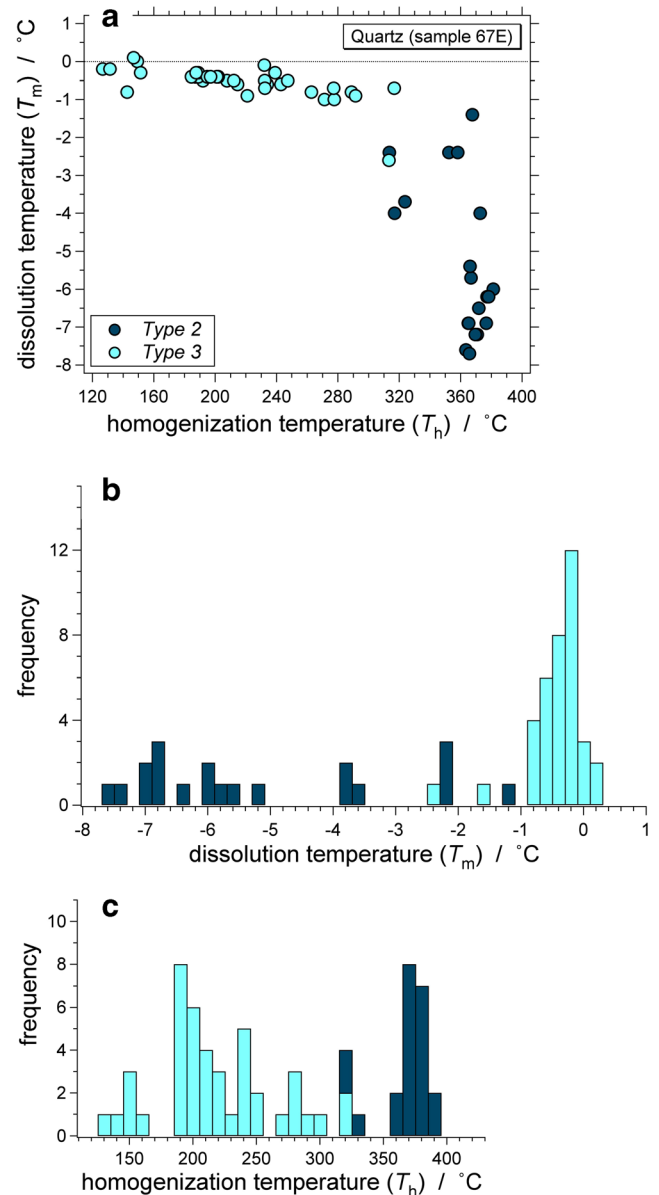 a
Quartz (sample 67E)
dissolution temperature (Tm) / ˚C
1
0
-1
-2
-3
-4
-5
-6
-7
-8
Type 2
Type 3
120 160 200 240 280 320 360 400
homogenization temperature (Th) / ˚C
b
frequency
12
8
4
0
-8 -7 -6 -5 -4 -3 -2 -1 0 1
dissolution temperature (Tm) / ˚C
c
frequency
10
8
6
4
2
0
150 200 250 300 350 400
homogenization temperature (Th) / ˚C